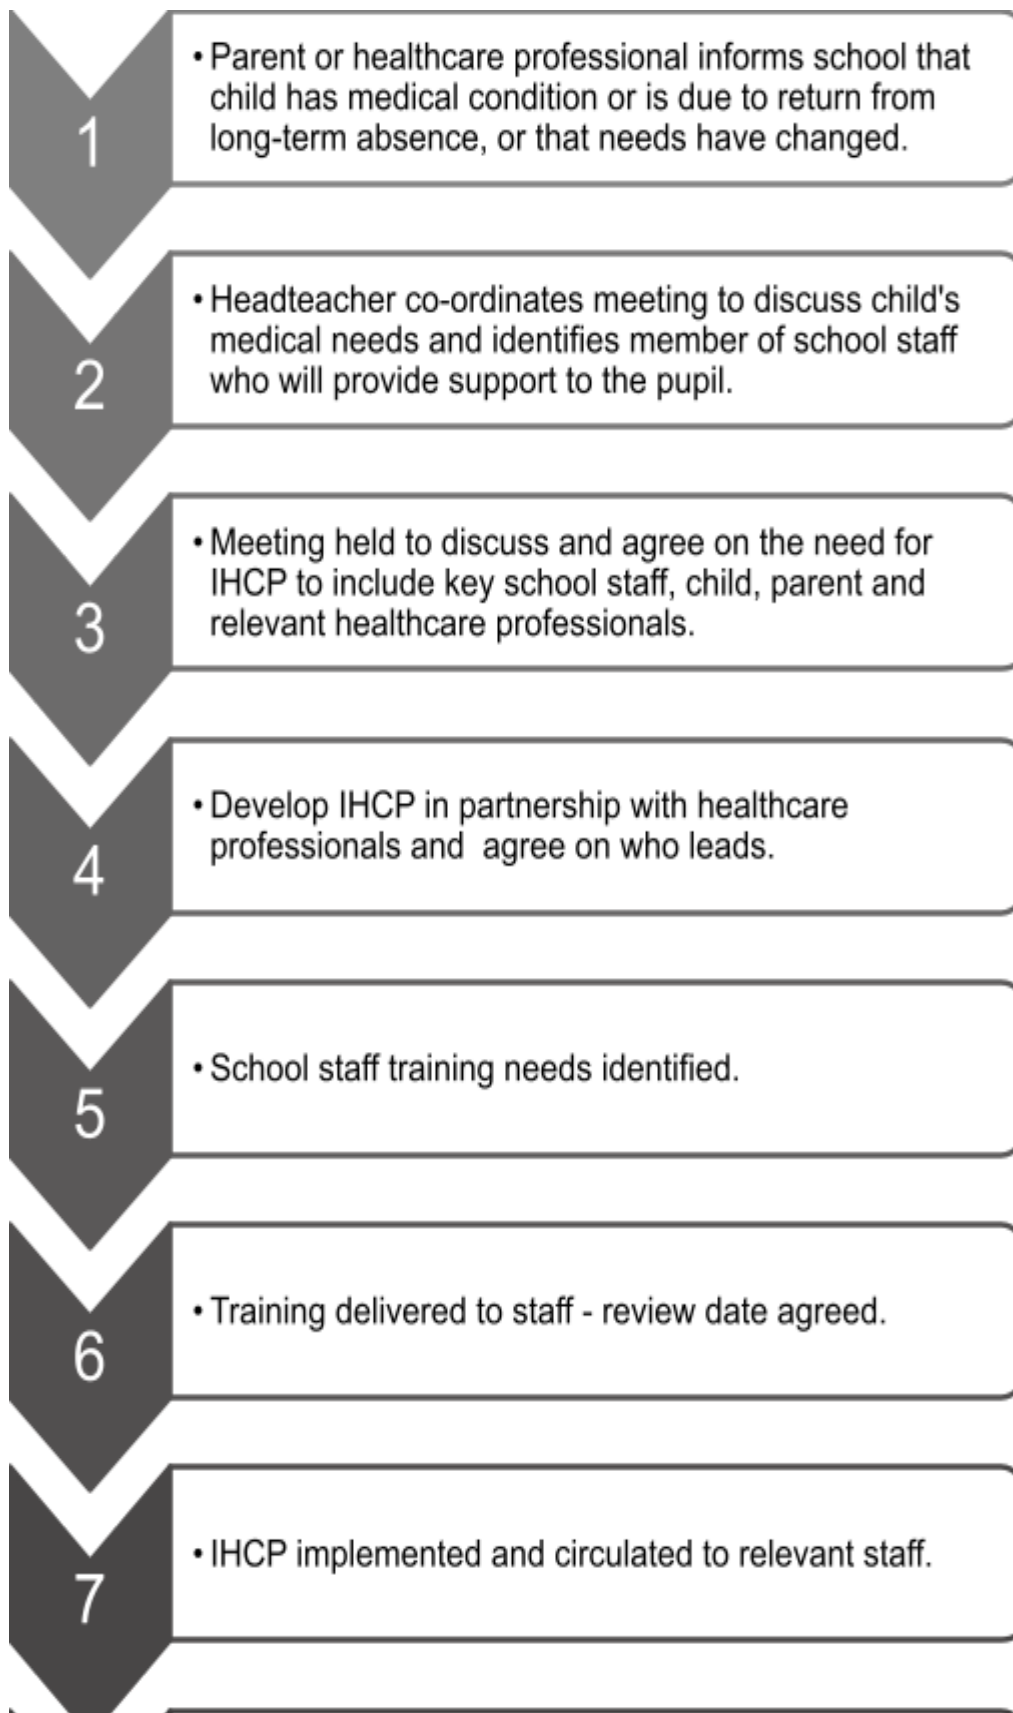 1
• Parent or healthcare professional informs school that
child has medical condition or is due to return from
long-term absence, or that needs have changed.
2
• Headteacher co-ordinates meeting to discuss child's
medical needs and identifies member of school staff
who will provide support to the pupil.
3
• Meeting held to discuss and agree on the need for
IHCP to include key school staff, child, parent and
relevant healthcare professionals.
4
• Develop IHCP in partnership with healthcare
professionals and  agree on who leads.
5
• School staff training needs identified.
6
• Training delivered to staff - review date agreed.
7
• IHCP implemented and circulated to relevant staff.